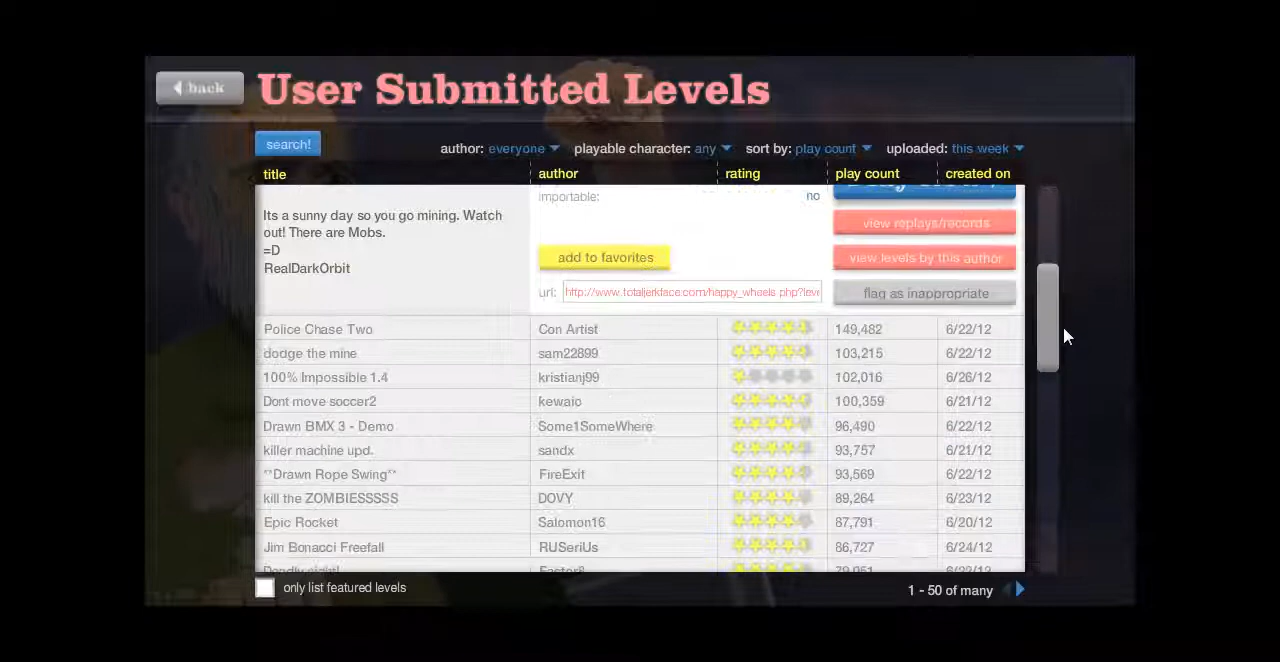 back
User Submitted Levels
search!
author: everyone playable character: any sort by: play count uploaded: this week
title author rating play count created on
importable: no
Its a sunny day so you go mining. Watch
out! There are Mobs.
=D
RealDarkOrbit
view replays/records
add to favorites
view levels by this author
url: http://www.totaljerkface.com/happy_wheels.php?leve
flag as inappropriate
Police Chase Two Con Artist 149,482 6/22/12
dodge the mine sam22899 103,215 6/22/12
100% Impossible 1.4 kristianj99 102,016 6/26/12
Dont move soccer2 kewaio 100,359 6/21/12
Drawn BMX 3 - Demo Some1SomeWhere 96,490 6/22/12
killer machine upd. sandx 93,757 6/21/12
**Drawn Rope Swing** FireExit 93,569 6/22/12
kill the ZOMBIESSSSS DOVY 89,264 6/23/12
Epic Rocket Salomon16 87,791 6/20/12
Jim Bonacci Freefall RUSeriUs 86,727 6/24/12
only list featured levels
1 - 50 of many